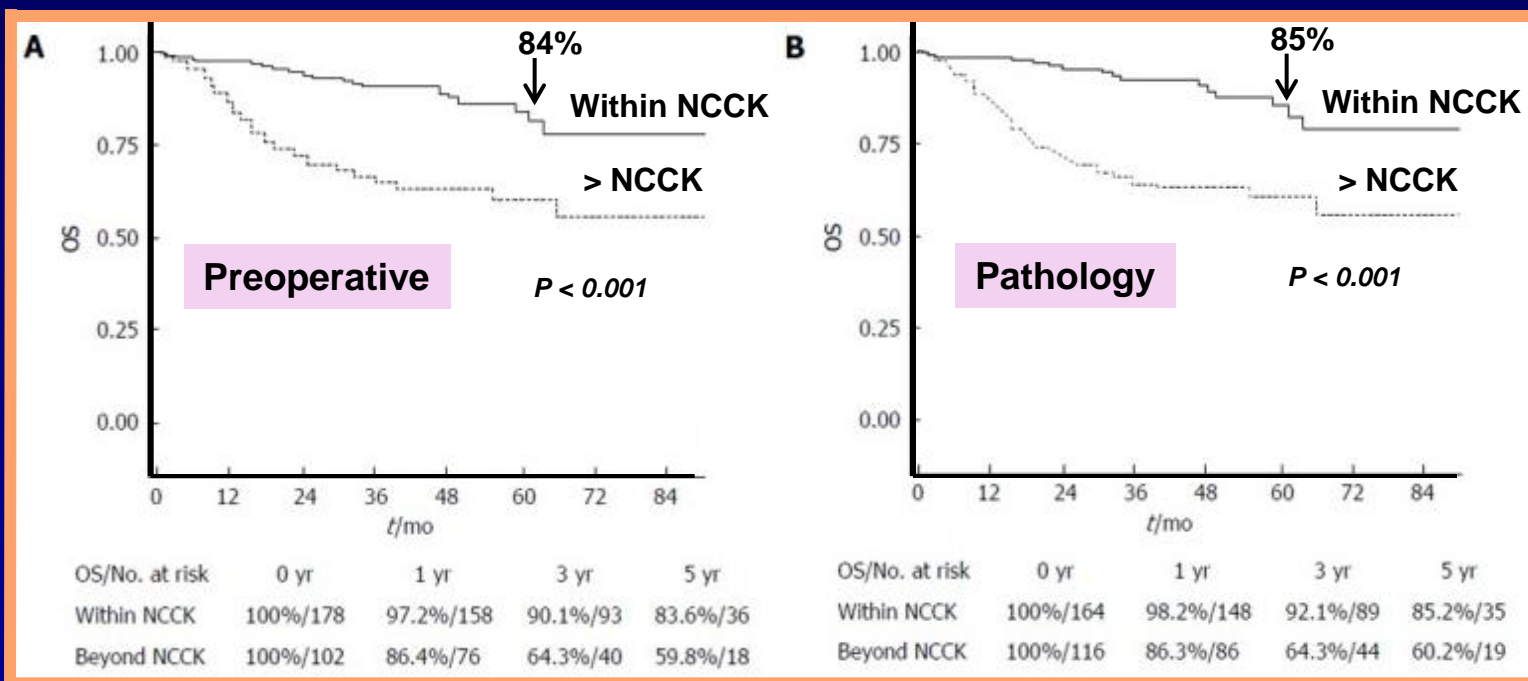 A
84%
1.00
Within NCCK
0.75
> NCCK
OS
0.50
Preoperative
P < 0.001
0.25
0.00
0 12 24 36 48 60 72 84
t/mo
OS/No. at risk 0 yr 1 yr 3 yr 5 yr
Within NCCK 100%/178 97.2%/158 90.1%/93 83.6%/36
Beyond NCCK 100%/102 86.4%/76 64.3%/40 59.8%/18
B
85%
1.00
Within NCCK
0.75
> NCCK
OS
0.50
Pathology
P < 0.001
0.25
0.00
0 12 24 36 48 60 72 84
t/mo
OS/No. at risk 0 yr 1 yr 3 yr 5 yr
Within NCCK 100%/164 98.2%/148 92.1%/89 85.2%/35
Beyond NCCK 100%/116 86.3%/86 64.3%/44 60.2%/19